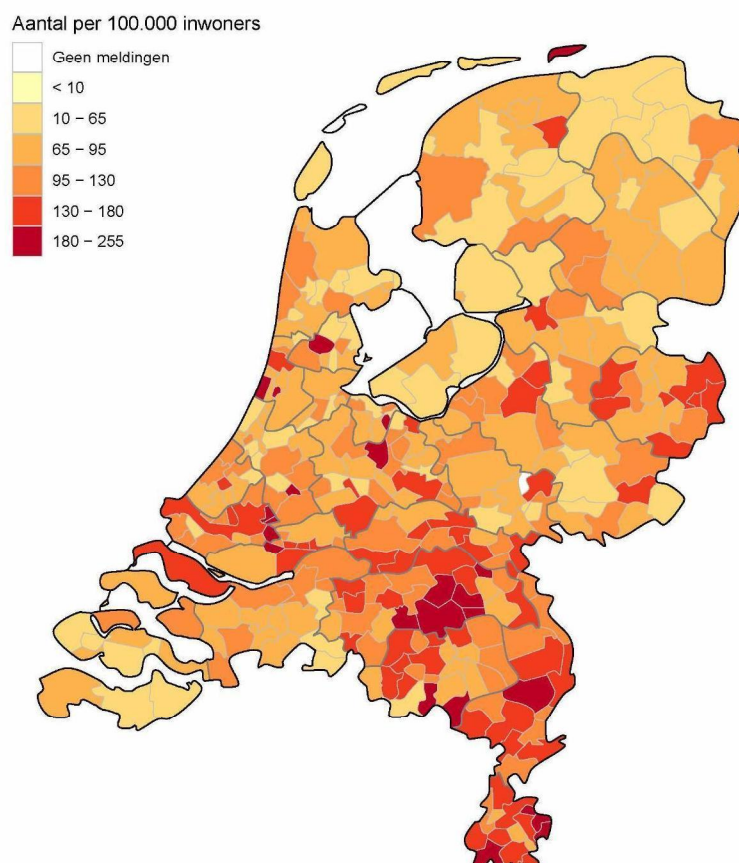 Aantal per 100.000 inwoners
Geen meldingen
< 10
10 − 65
65 − 95
95 − 130
130 − 180
180 − 255